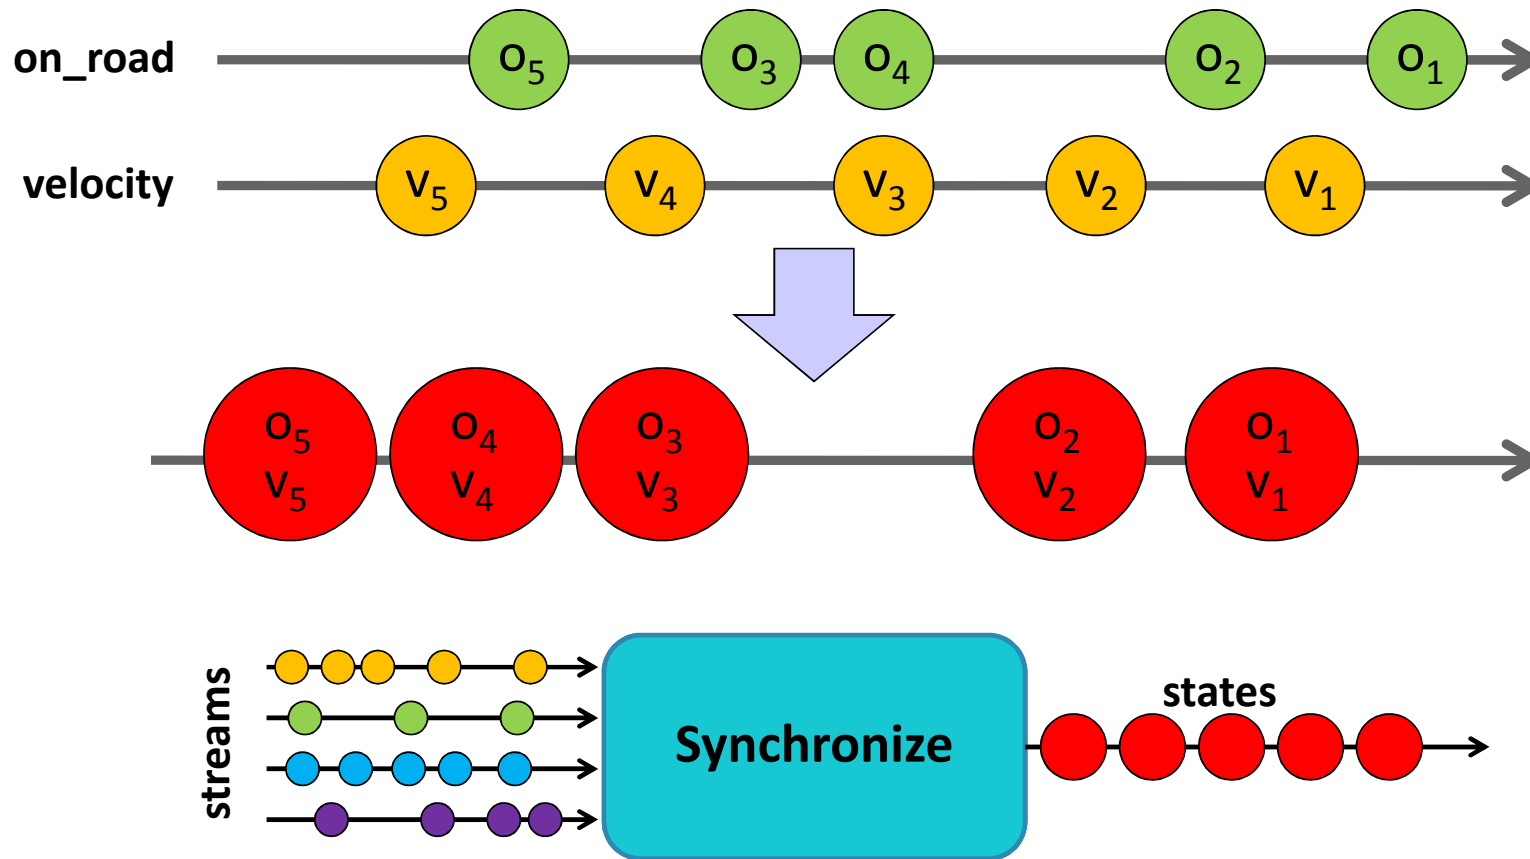 on_road
o5 o3 o4 o2 o1
velocity
v5 v4 v3 v2 v1
o5 o4 o3 o2 o1
v5 v4 v3 v2 v1
streams
Synchronize
states